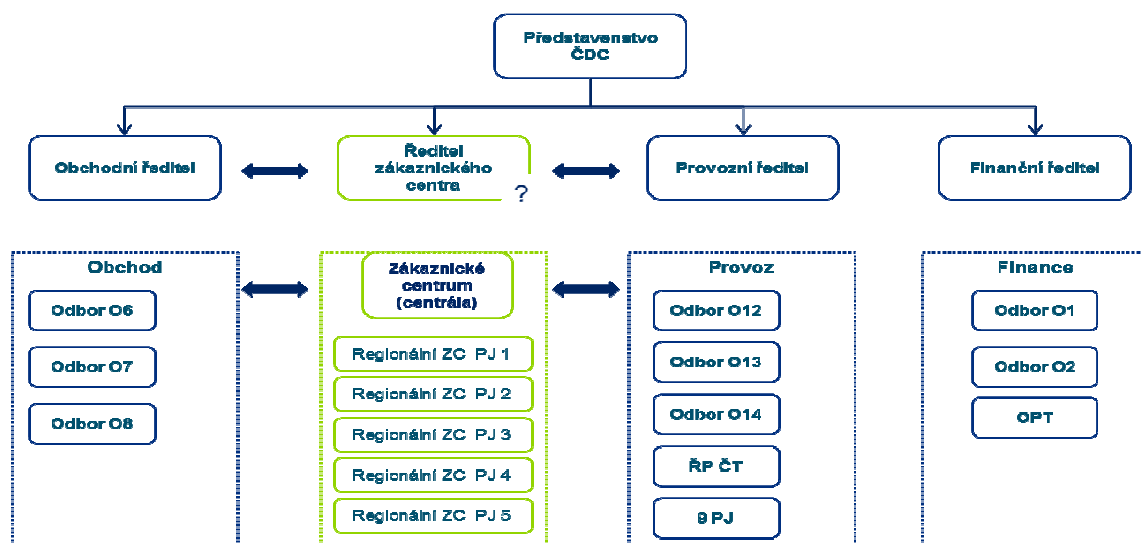 Představenstvo
ČDC
Obchodní ředitel
Ředitel
zákaznického
centra
?
Provozní ředitel
Finanční ředitel
Obchod
Odbor O6
Odbor O7
Odbor O8
Zákaznické
centrum
(centrála)
Regionální ZC PJ 1
Regionální ZC PJ 2
Regionální ZC PJ 3
Regionální ZC PJ 4
Regionální ZC PJ 5
Provoz
Odbor O12
Odbor O13
Odbor O14
ŘP ČT
9 PJ
Finance
Odbor O1
Odbor O2
OPT